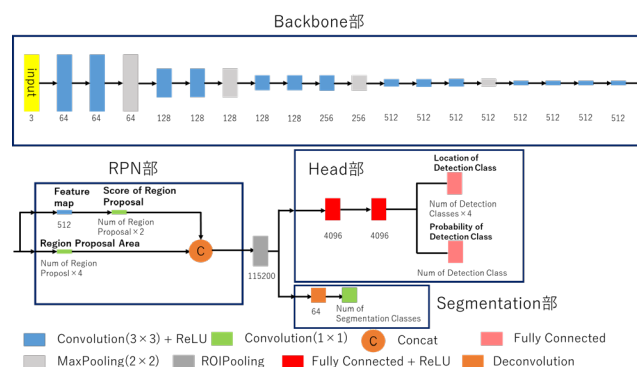 Backbone部
input
3 64 64 64 128 128 128 128 128 256 256 512 512 512 512 512 512 512 512
RPN部
Head部
Feature map
Score of Region Proposal
512
Num of Region Proposol×2
Region Proposal Area
Num of Region Propsol×4
C
115200
4096 4096
Location of Detection Class
Num of Detection Classes×4
Probability of Detection Class
Num of Detection Class
64
Num of Segmentation Classes
Segmentation部
Convolution(3×3) + ReLU
Convolution(1×1)
C
Concat
Fully Connected
MaxPooling(2×2)
ROIPooling
Fully Connected + ReLU
Deconvolution